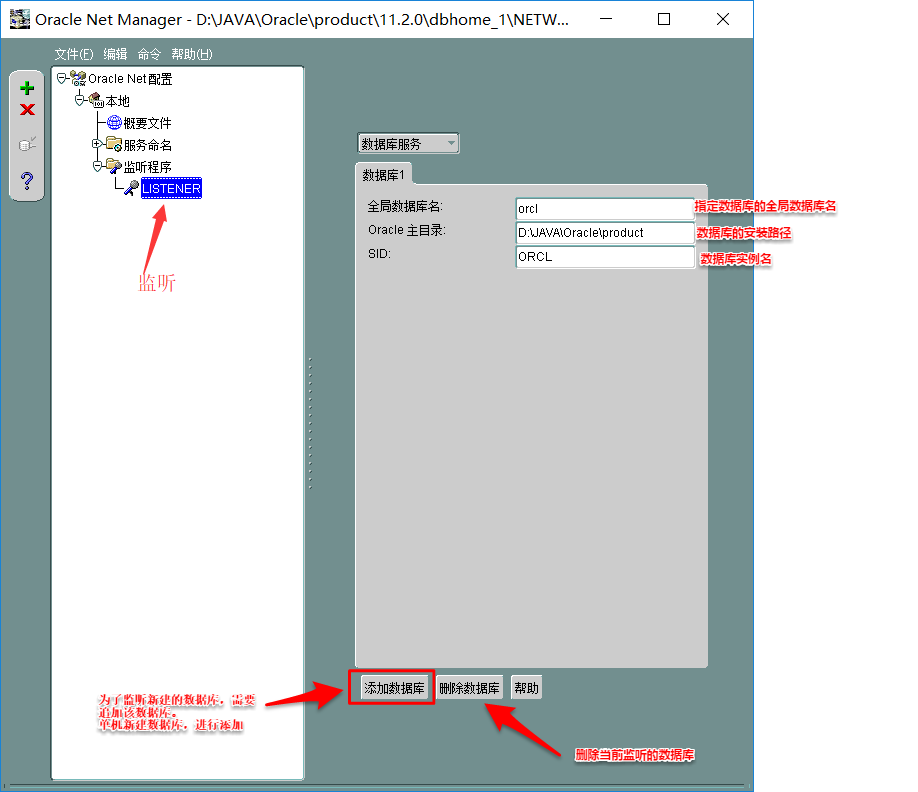 Oracle Net Manager - D:\JAVA\Oracle\product\11.2.0\dbhome_1\NETW...
文件(F) 编辑 命令 帮助(H)
Oracle Net配置
本地
概要文件
服务命名
监听程序
LISTENER
监听
数据库服务
数据库1
全局数据库名: orcl 指定数据库的全局数据库名
Oracle 主目录: D:\JAVA\Oracle\product 数据库的安装路径
SID: ORCL 数据库实例名
为了监听新建的数据库，需要
追加该数据库。
单机新建数据库，进行添加
添加数据库 删除数据库 帮助
删除当前监听的数据库